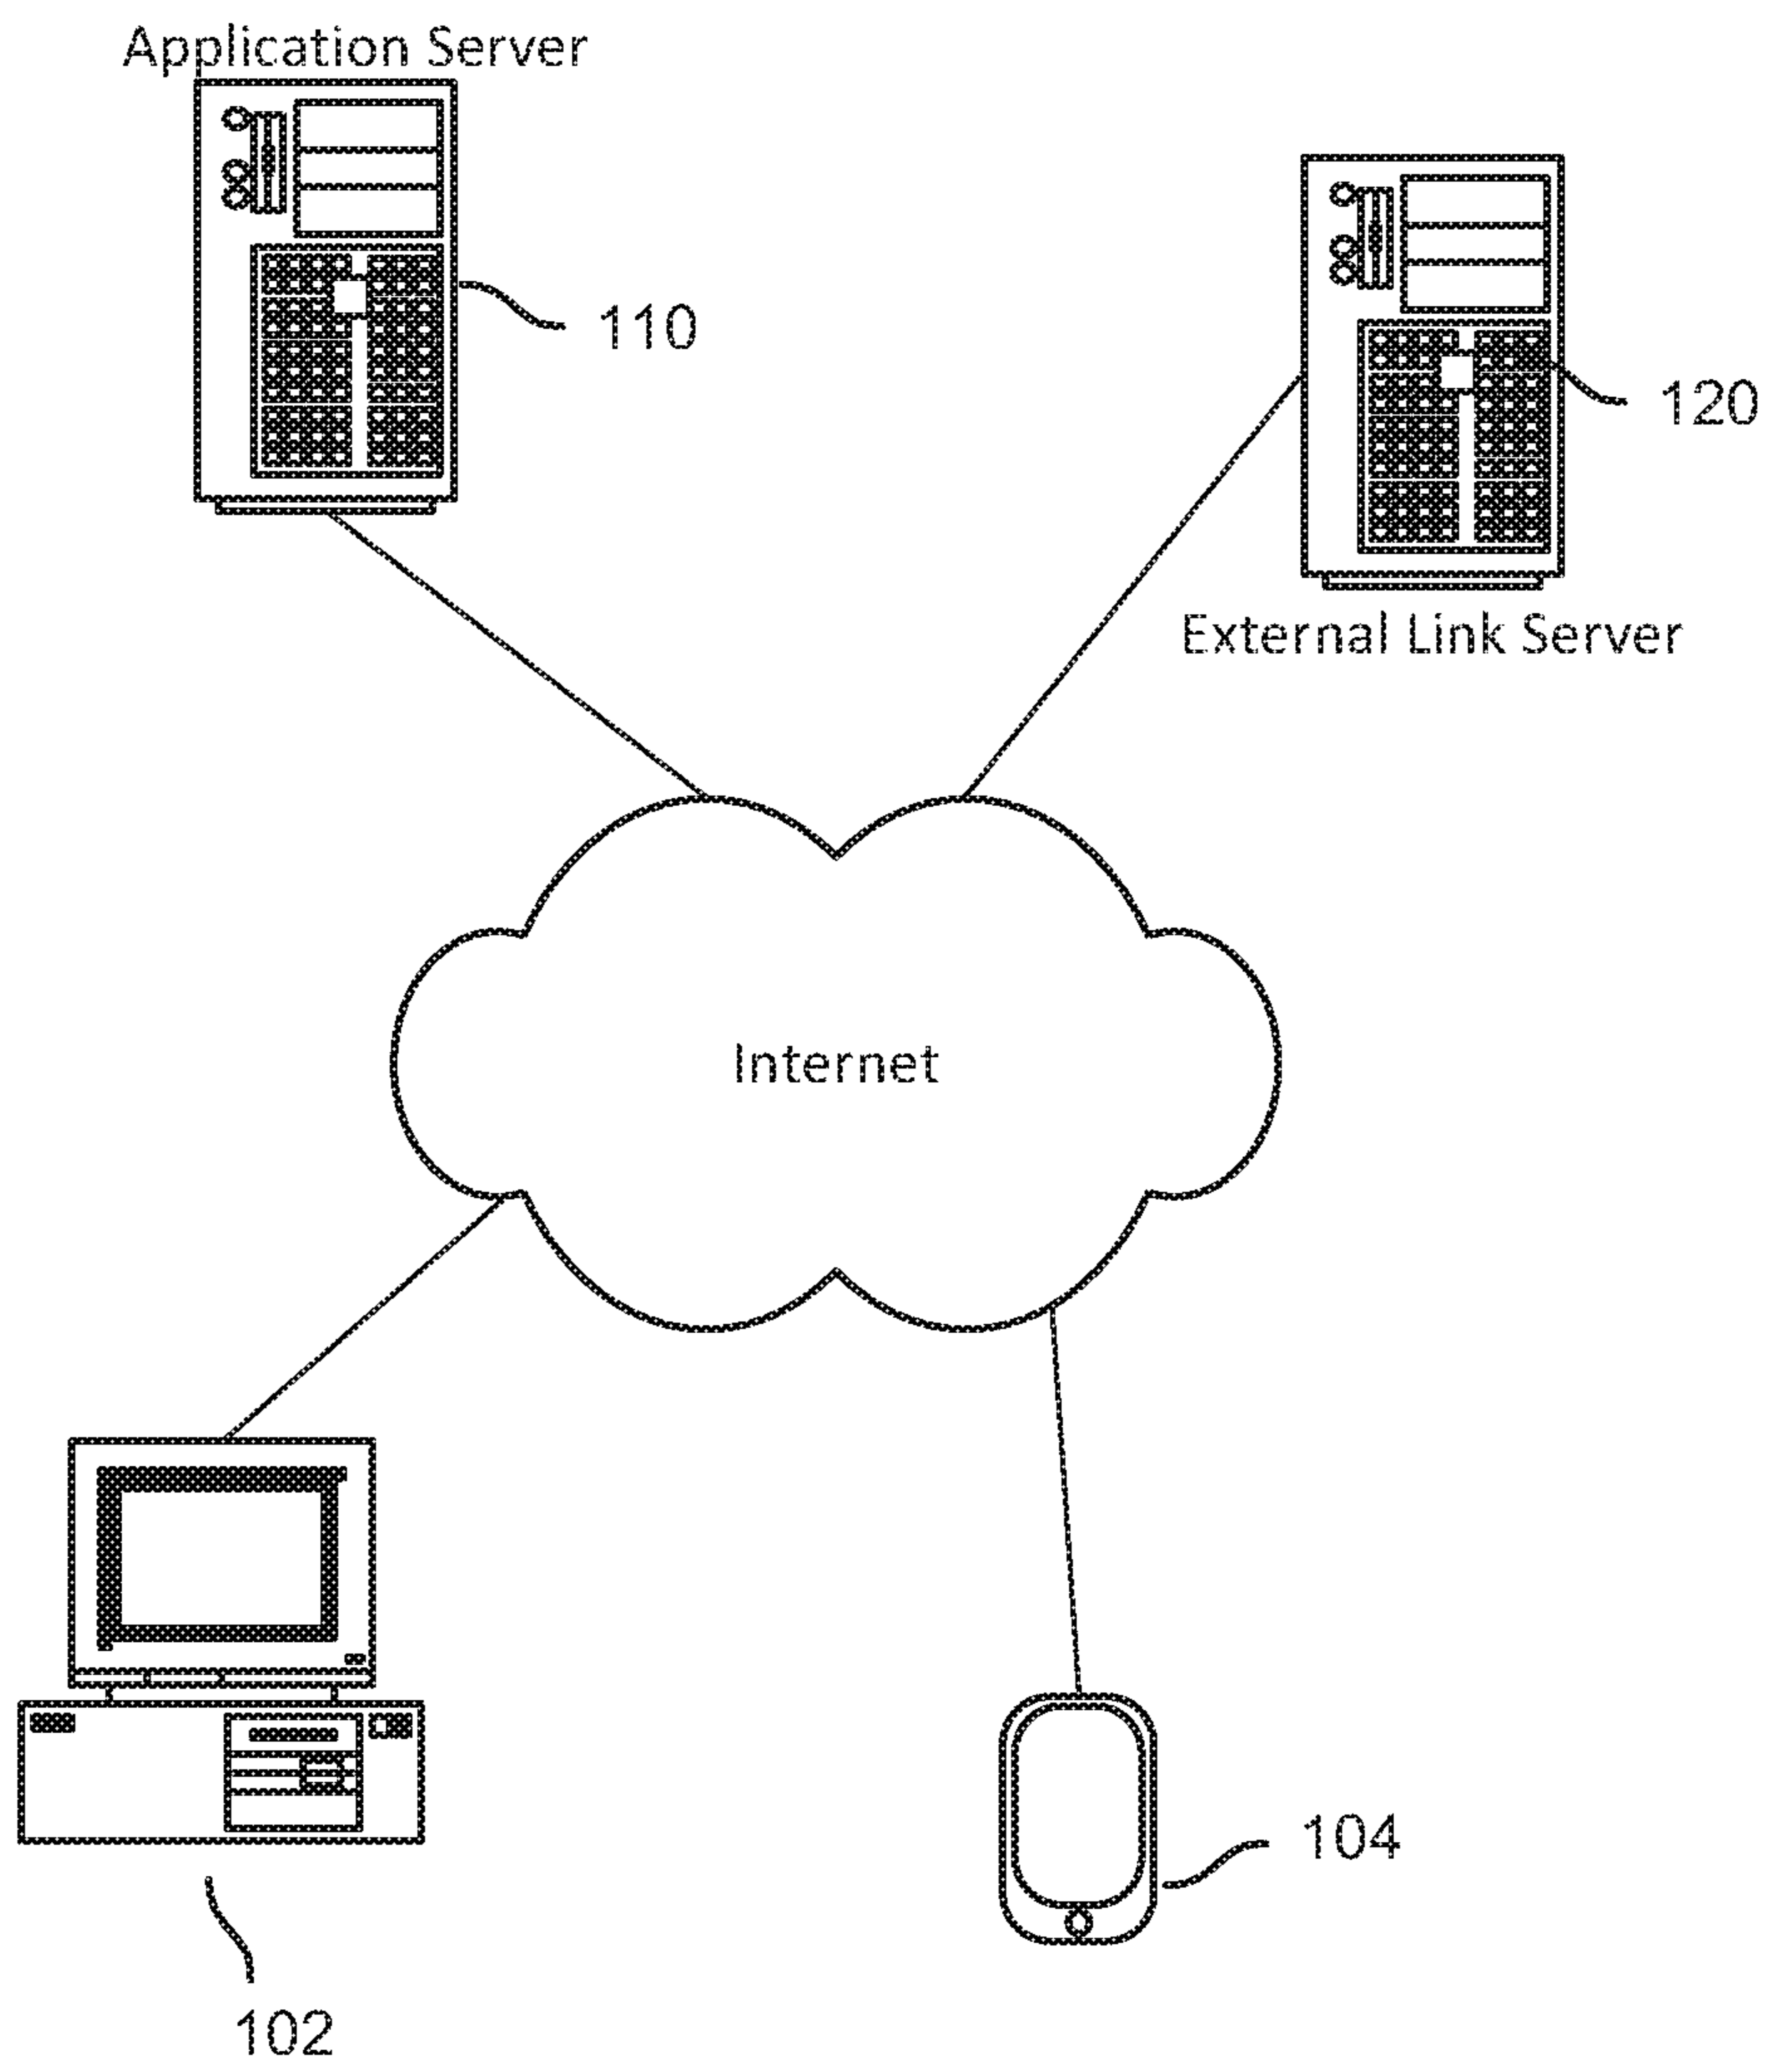 Application Server
110
120
External Link Server
Internet
104
102